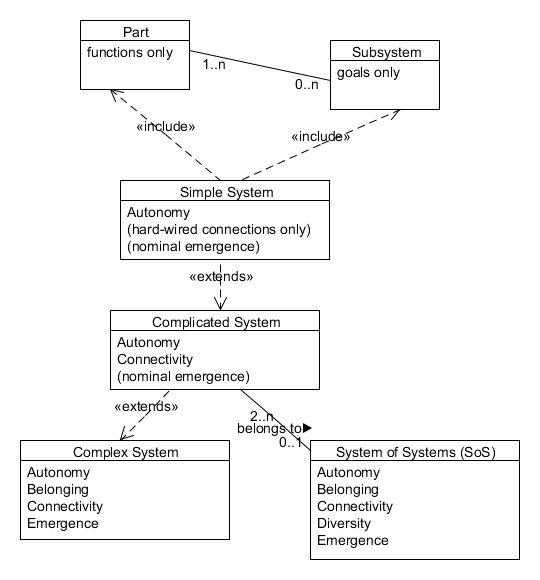 Part
functions only
Subsystem
goals only
1..n
0..n
«include»
«include»
Simple System
Autonomy
(hard-wired connections only)
(nominal emergence)
«extends»
Complicated System
Autonomy
Connectivity
(nominal emergence)
«extends»
2..n
belongs to▶
0..1
Complex System
Autonomy
Belonging
Connectivity
Emergence
System of Systems (SoS)
Autonomy
Belonging
Connectivity
Diversity
Emergence